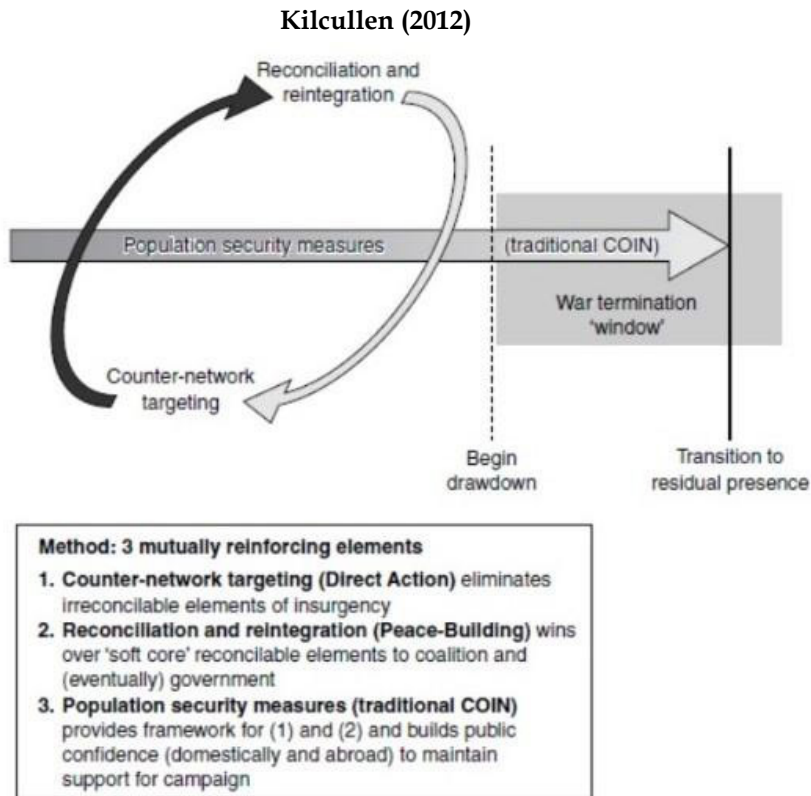 Kilcullen (2012)
Reconciliation and
reintegration
Population security measures
(traditional COIN)
War termination
'window'
Counter-network
targeting
Begin
drawdown
Transition to
residual presence
Method: 3 mutually reinforcing elements
1. Counter-network targeting (Direct Action) eliminates
irreconcilable elements of insurgency
2. Reconciliation and reintegration (Peace-Building) wins
over 'soft core' reconcilable elements to coalition and
(eventually) government
3. Population security measures (traditional COIN)
provides framework for (1) and (2) and builds public
confidence (domestically and abroad) to maintain
support for campaign